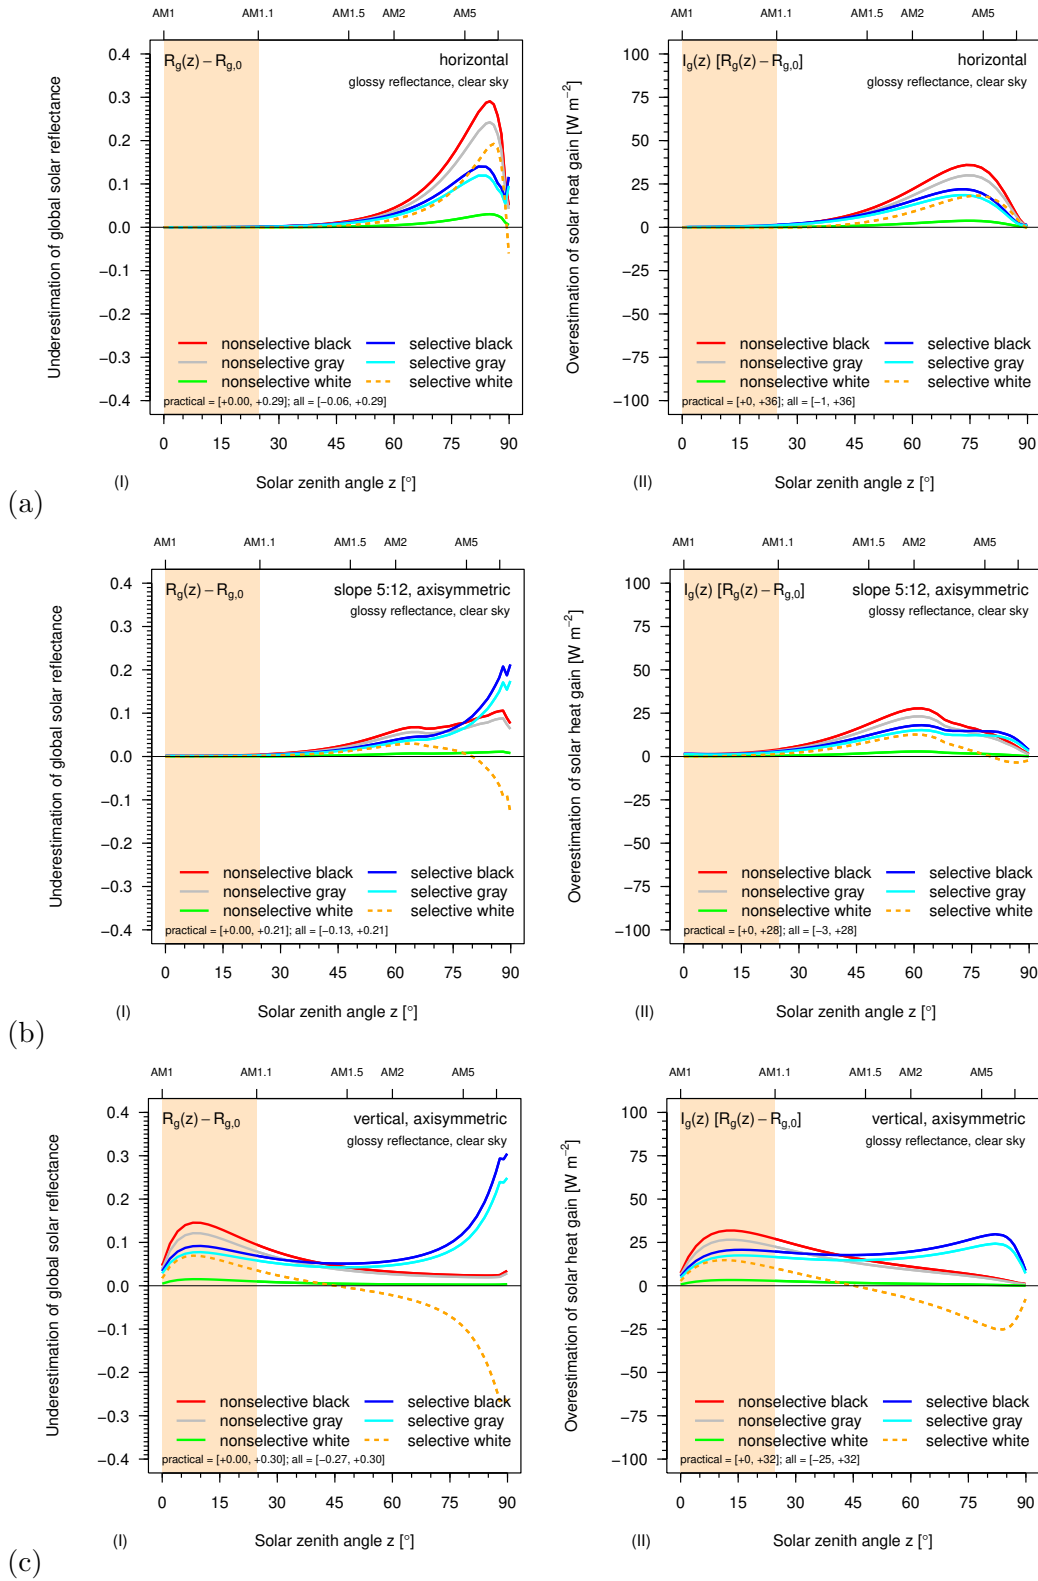 AM1 AM1.1 AM1.5 AM2 AM5
Underestimation of global solar reflectance
0.4
0.3
0.2
0.1
0.0
−0.1
−0.2
−0.3
−0.4
Rg(z) − Rg,0
horizontal
glossy reflectance, clear sky
nonselective black
nonselective gray
nonselective white
selective black
selective gray
selective white
practical = [+0.00, +0.29]; all = [−0.06, +0.29]
0 15 30 45 60 75 90
(I) Solar zenith angle z [°]
AM1 AM1.1 AM1.5 AM2 AM5
Overestimation of solar heat gain [W m−2]
100
75
50
25
0
−25
−50
−75
−100
Ig(z) [Rg(z) − Rg,0]
horizontal
glossy reflectance, clear sky
nonselective black
nonselective gray
nonselective white
selective black
selective gray
selective white
practical = [+0, +36]; all = [−1, +36]
0 15 30 45 60 75 90
(II) Solar zenith angle z [°]
(a)
AM1 AM1.1 AM1.5 AM2 AM5
Underestimation of global solar reflectance
0.4
0.3
0.2
0.1
0.0
−0.1
−0.2
−0.3
−0.4
Rg(z) − Rg,0
slope 5:12, axisymmetric
glossy reflectance, clear sky
nonselective black
nonselective gray
nonselective white
selective black
selective gray
selective white
practical = [+0.00, +0.21]; all = [−0.13, +0.21]
0 15 30 45 60 75 90
(I) Solar zenith angle z [°]
AM1 AM1.1 AM1.5 AM2 AM5
Overestimation of solar heat gain [W m−2]
100
75
50
25
0
−25
−50
−75
−100
Ig(z) [Rg(z) − Rg,0]
slope 5:12, axisymmetric
glossy reflectance, clear sky
nonselective black
nonselective gray
nonselective white
selective black
selective gray
selective white
practical = [+0, +28]; all = [−3, +28]
0 15 30 45 60 75 90
(II) Solar zenith angle z [°]
(b)
AM1 AM1.1 AM1.5 AM2 AM5
Underestimation of global solar reflectance
0.4
0.3
0.2
0.1
0.0
−0.1
−0.2
−0.3
−0.4
Rg(z) − Rg,0
vertical, axisymmetric
glossy reflectance, clear sky
nonselective black
nonselective gray
nonselective white
selective black
selective gray
selective white
practical = [+0.00, +0.30]; all = [−0.27, +0.30]
0 15 30 45 60 75 90
(I) Solar zenith angle z [°]
AM1 AM1.1 AM1.5 AM2 AM5
Overestimation of solar heat gain [W m−2]
100
75
50
25
0
−25
−50
−75
−100
Ig(z) [Rg(z) − Rg,0]
vertical, axisymmetric
glossy reflectance, clear sky
nonselective black
nonselective gray
nonselective white
selective black
selective gray
selective white
practical = [+0, +32]; all = [−25, +32]
0 15 30 45 60 75 90
(II) Solar zenith angle z [°]
(c)